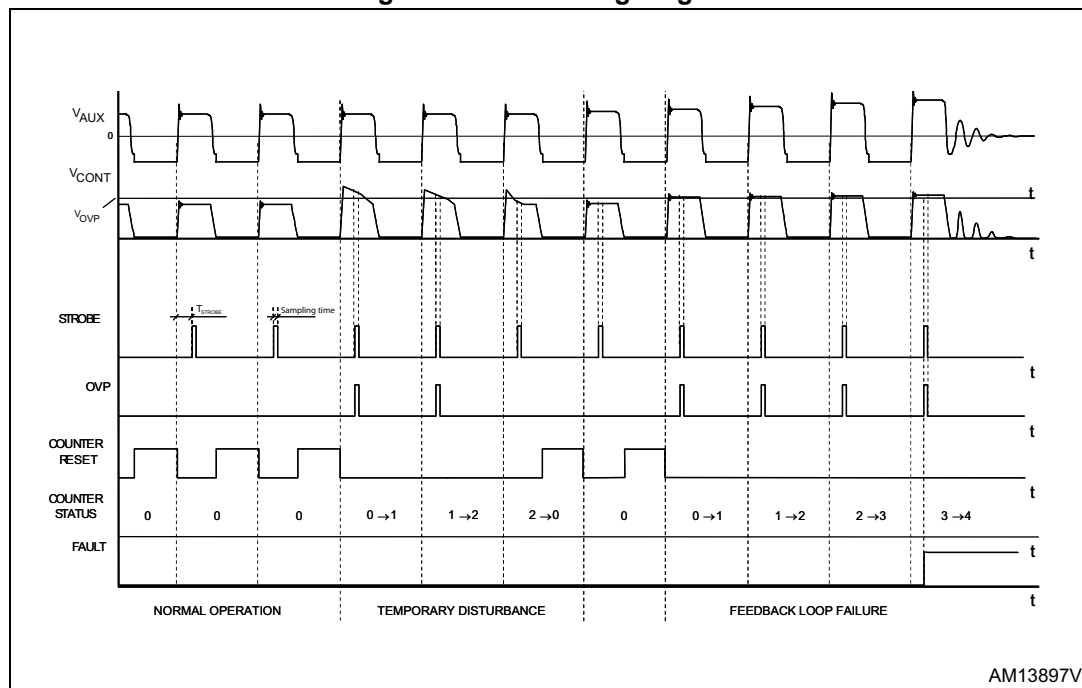 VAUX
0
VCONT
t
VOVP
t
TSTROBE
Sampling time
STROBE
t
OVP
t
COUNTER
RESET
t
COUNTER
STATUS
0 0 0 0→1 1→2 2→0 0 0→1 1→2 2→3 3→4
FAULT
t
t
NORMAL OPERATION TEMPORARY DISTURBANCE FEEDBACK LOOP FAILURE
AM13897V